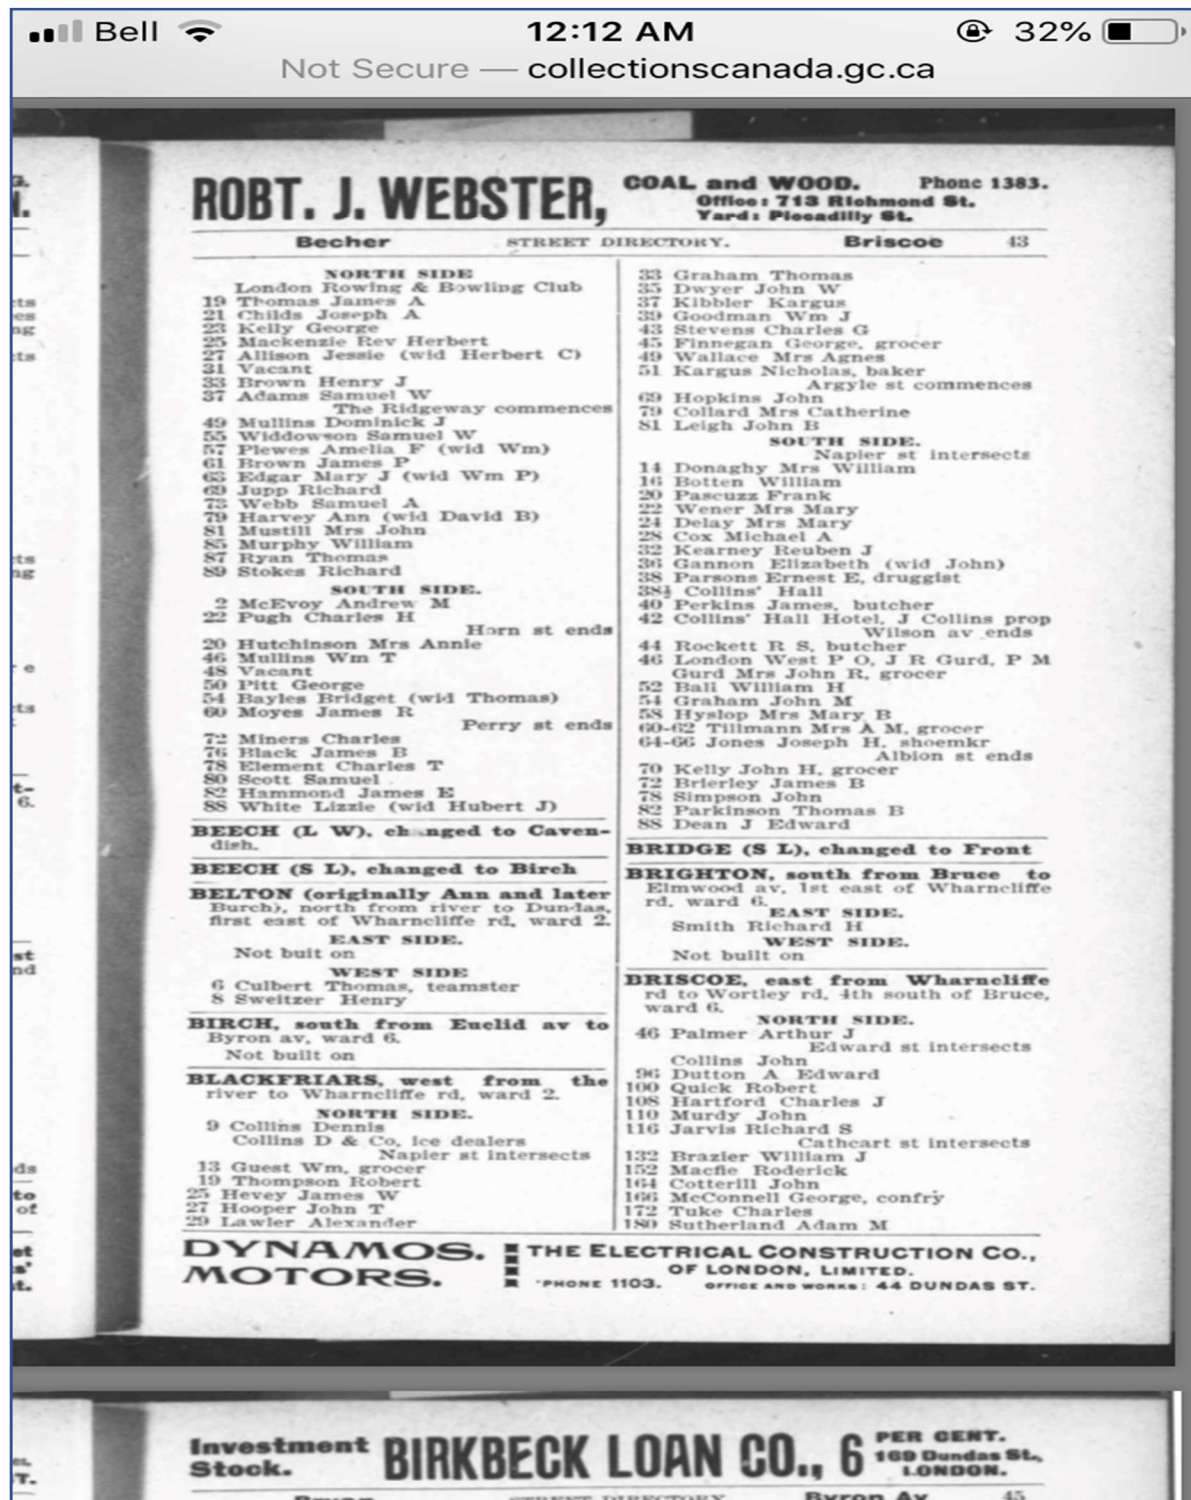 Bell 12:12 AM 32%
Not Secure — collectionscanada.gc.ca
ROBT. J. WEBSTER, COAL and WOOD. Phone 1383.
Office: 713 Richmond St.
Yard: Piccadilly St.
Becher STREET DIRECTORY. Briscoe 43
NORTH SIDE
London Rowing & Bowling Club
19 Thomas James A
21 Childs Joseph A
23 Kelly George
25 Mackenzie Rev Herbert
27 Allison Jessie (wid Herbert C)
31 Vacant
33 Brown Henry J
37 Adams Samuel W
The Ridgeway commences
49 Mullins Dominick J
55 Widdowson Samuel W
57 Plewes Amelia F (wid Wm)
61 Brown James P
63 Edgar Mary J (wid Wm P)
69 Jupp Richard
73 Webb Samuel A
79 Harvey Ann (wid David B)
81 Mustill Mrs John
85 Murphy William
87 Ryan Thomas
89 Stokes Richard
SOUTH SIDE.
2 McEvoy Andrew M
22 Pugh Charles H
Horn st ends
20 Hutchinson Mrs Annie
46 Mullins Wm T
48 Vacant
50 Pitt George
54 Bayles Bridget (wid Thomas)
60 Moyes James R
Perry st ends
72 Miners Charles
76 Black James B
78 Element Charles T
80 Scott Samuel
82 Hammond James E
88 White Lizzie (wid Hubert J)
BEECH (L W), changed to Caven-
dish.
BEECH (S L), changed to Birch
BELTON (originally Ann and later
Burch), north from river to Dundas,
first east of Wharncliffe rd, ward 2.
EAST SIDE.
Not buit on
WEST SIDE
6 Culbert Thomas, teamster
8 Sweitzer Henry
BIRCH, south from Euclid av to
Byron av, ward 6.
Not built on
BLACKFRIARS, west from the
river to Wharncliffe rd, ward 2.
NORTH SIDE.
9 Collins Dennis
Collins D & Co, ice dealers
Napier st intersects
13 Guest Wm, grocer
19 Thompson Robert
25 Hevey James W
27 Hooper John T
29 Lawler Alexander
33 Graham Thomas
35 Dwyer John W
37 Kibbler Kargus
39 Goodman Wm J
43 Stevens Charles G
45 Finnegan George, grocer
49 Wallace Mrs Agnes
51 Kargus Nicholas, baker
Argyle st commences
69 Hopkins John
79 Collard Mrs Catherine
81 Leigh John B
SOUTH SIDE.
Napier st intersects
14 Donaghy Mrs William
16 Botten William
20 Pascuzz Frank
22 Wener Mrs Mary
24 Delay Mrs Mary
28 Cox Michael A
32 Kearney Reuben J
36 Gannon Elizabeth (wid John)
38 Parsons Ernest E, druggist
38½ Collins' Hall
40 Perkins James, butcher
42 Collins' Hall Hotel, J Collins prop
Wilson av ends
44 Rockett R S, butcher
46 London West P O, J R Gurd, P M
Gurd Mrs John R, grocer
52 Ball William H
54 Graham John M
58 Hyslop Mrs Mary B
60-62 Tillmann Mrs A M, grocer
64-66 Jones Joseph H, shoemkr
Albion st ends
70 Kelly John H, grocer
72 Brierley James B
78 Simpson John
82 Parkinson Thomas B
88 Dean J Edward
BRIDGE (S L), changed to Front
BRIGHTON, south from Bruce to
Elmwood av, 1st east of Wharncliffe
rd, ward 6.
EAST SIDE.
Smith Richard H
WEST SIDE.
Not built on
BRISCOE, east from Wharncliffe
rd to Wortley rd, 4th south of Bruce,
ward 6.
NORTH SIDE.
46 Palmer Arthur J
Edward st intersects
Collins John
96 Dutton A Edward
100 Quick Robert
108 Hartford Charles J
110 Murdy John
116 Jarvis Richard S
Cathcart st intersects
132 Brazier William J
152 Macfie Roderick
164 Cotterill John
166 McConnell George, confry
172 Tuke Charles
180 Sutherland Adam M
DYNAMOS.
MOTORS.
THE ELECTRICAL CONSTRUCTION CO.,
OF LONDON, LIMITED.
'PHONE 1103. OFFICE AND WORKS: 44 DUNDAS ST.
Investment
Stock.
BIRKBECK LOAN CO., 6 PER CENT.
169 Dundas St.,
LONDON.
STREET DIRECTORY Byron Av 45